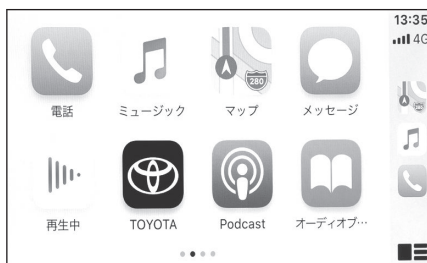 13:35
4G
電話
ミュージック
マップ
280
メッセージ
再生中
TOYOTA
Podcast
オーディオブ…